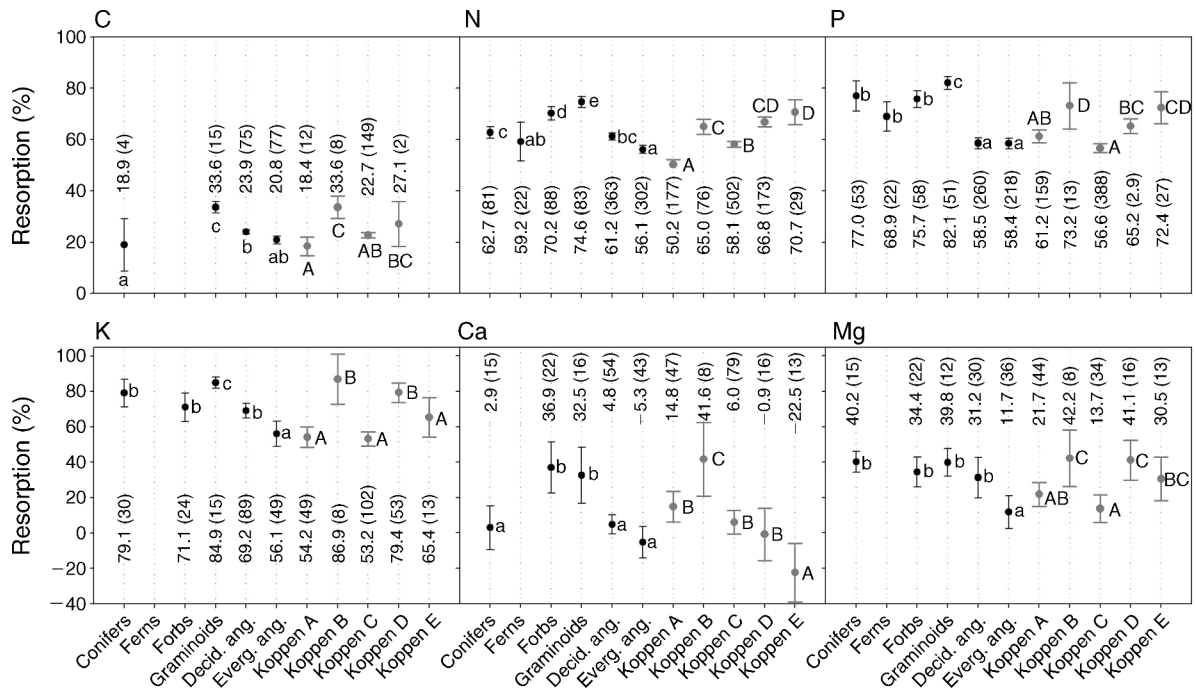 C N P
Resorption (%)
100
80
60
40
20
0
18.9 (4)
33.6 (15)
23.9 (75)
20.8 (77)
18.4 (12)
33.6 (8)
22.7 (149)
27.1 (2)
a
c
b
ab
A
C
AB
BC
62.7 (81)
59.2 (22)
70.2 (88)
74.6 (83)
61.2 (363)
56.1 (302)
50.2 (177)
65.0 (76)
58.1 (502)
66.8 (173)
70.7 (29)
c
ab
d
e
bc
a
A
C
B
CD
D
77.0 (53)
68.9 (22)
75.7 (58)
82.1 (51)
58.5 (260)
58.4 (218)
61.2 (159)
73.2 (13)
56.6 (388)
65.2 (2.9)
72.4 (27)
b
b
b
c
a
a
AB
D
A
BC
CD
K Ca Mg
Resorption (%)
100
80
60
40
20
0
−20
−40
79.1 (30)
71.1 (24)
84.9 (15)
69.2 (89)
56.1 (49)
54.2 (49)
86.9 (8)
53.2 (102)
79.4 (53)
65.4 (13)
b
b
c
b
a
A
B
A
B
A
2.9 (15)
36.9 (22)
32.5 (16)
4.8 (54)
−5.3 (43)
14.8 (47)
41.6 (8)
6.0 (79)
−0.9 (16)
−22.5 (13)
a
b
b
a
a
B
C
B
B
A
40.2 (15)
34.4 (22)
39.8 (12)
31.2 (30)
11.7 (36)
21.7 (44)
42.2 (8)
13.7 (34)
41.1 (16)
30.5 (13)
b
b
b
b
a
AB
C
A
C
BC
Conifers
Ferns
Forbs
Graminoids
Decid. ang.
Everg. ang.
Koppen A
Koppen B
Koppen C
Koppen D
Koppen E
Conifers
Ferns
Forbs
Graminoids
Decid. ang.
Everg. ang.
Koppen A
Koppen B
Koppen C
Koppen D
Koppen E
Conifers
Ferns
Forbs
Graminoids
Decid. ang.
Everg. ang.
Koppen A
Koppen B
Koppen C
Koppen D
Koppen E